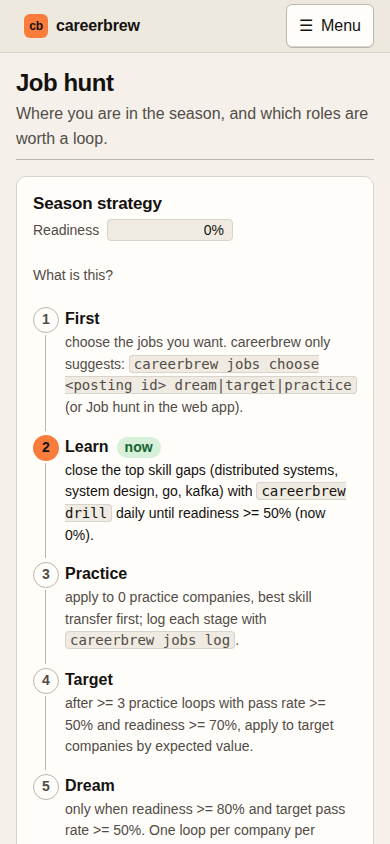 cb careerbrew
☰ Menu
Job hunt
Where you are in the season, and which roles are
worth a loop.
Season strategy
Readiness 0%
What is this?
1 First
choose the jobs you want. careerbrew only
suggests: careerbrew jobs choose
<posting id> dream|target|practice
(or Job hunt in the web app).
2 Learn now
close the top skill gaps (distributed systems,
system design, go, kafka) with careerbrew
drill daily until readiness >= 50% (now
0%).
3 Practice
apply to 0 practice companies, best skill
transfer first; log each stage with
careerbrew jobs log.
4 Target
after >= 3 practice loops with pass rate >=
50% and readiness >= 70%, apply to target
companies by expected value.
5 Dream
only when readiness >= 80% and target pass
rate >= 50%. One loop per company per